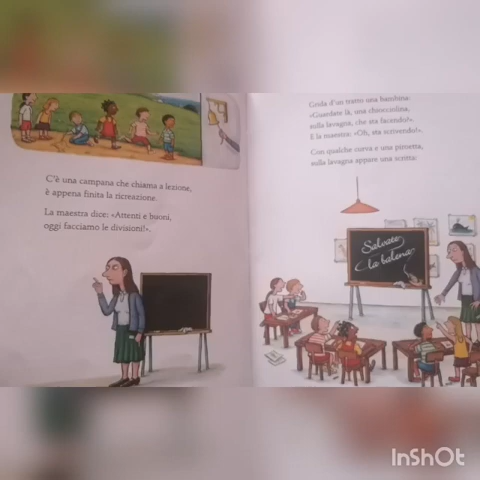 C'è una campana che chiama a lezione,
è appena finita la ricreazione.
La maestra dice: «Attenti e buoni,
oggi facciamo le divisioni!».
Grida d'un tratto una bambina:
«Guardate là, una chiocciolina,
sulla lavagna, che sta facendo?».
E la maestra: «Oh, sta scrivendo!».
Con qualche curva e una piroetta,
sulla lavagna appare una scritta:
Salvate
la balena
InShOt